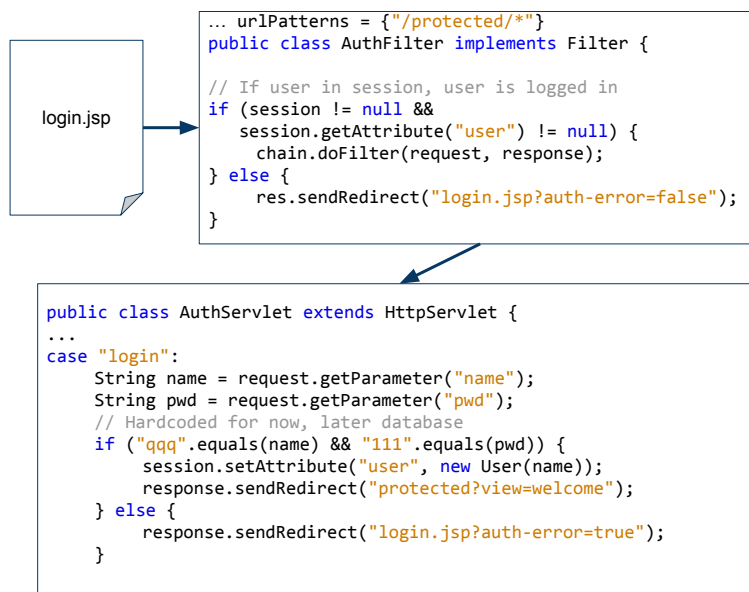 login.jsp
... urlPatterns = {"/protected/*"}
public class AuthFilter implements Filter {
// If user in session, user is logged in
if (session != null &&
session.getAttribute("user") != null) {
chain.doFilter(request, response);
} else {
res.sendRedirect("login.jsp?auth-error=false");
}
public class AuthServlet extends HttpServlet {
...
case "login":
String name = request.getParameter("name");
String pwd = request.getParameter("pwd");
// Hardcoded for now, later database
if ("qqq".equals(name) && "111".equals(pwd)) {
session.setAttribute("user", new User(name));
response.sendRedirect("protected?view=welcome");
} else {
response.sendRedirect("login.jsp?auth-error=true");
}